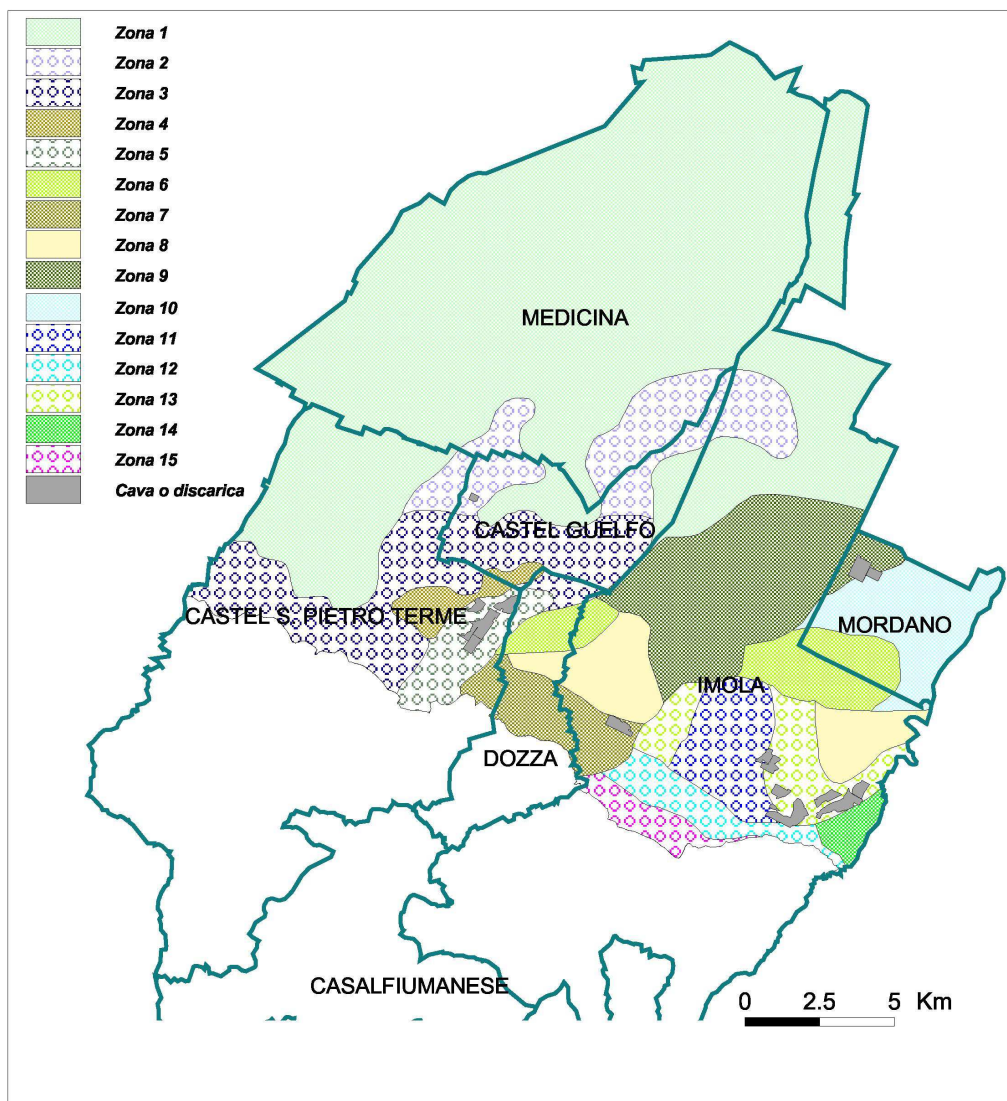 Zona 1
Zona 2
Zona 3
Zona 4
Zona 5
Zona 6
Zona 7
Zona 8
Zona 9
Zona 10
Zona 11
Zona 12
Zona 13
Zona 14
Zona 15
Cava o discarica
MEDICINA
CASTEL GUELFO
CASTEL S. PIETRO TERME
MORDANO
IMOLA
DOZZA
CASALFIUMANESE
0 2.5 5 Km